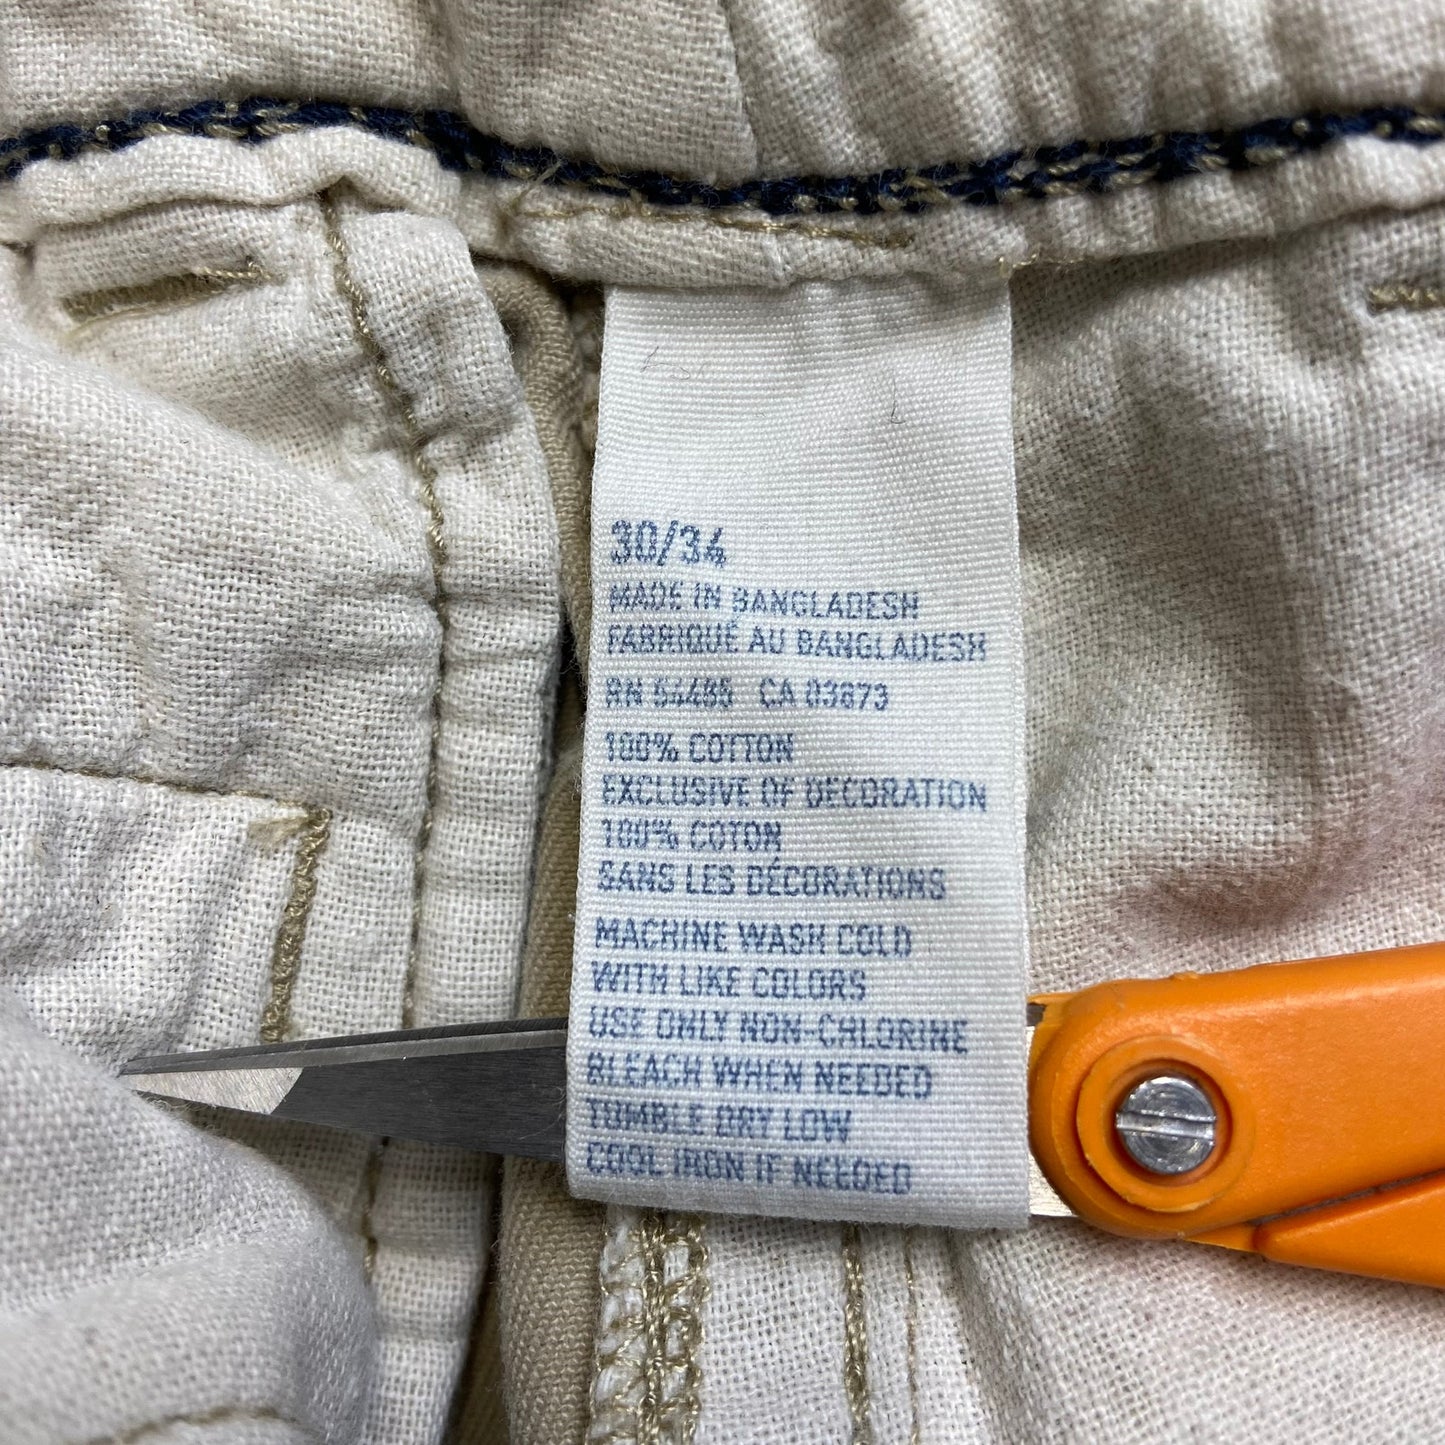 30/34
MADE IN BANGLADESH
FABRIQUÉ AU BANGLADESH
RN 54485 CA 03873
100% COTTON
EXCLUSIVE OF DECORATION
100% COTON
SANS LES DÉCORATIONS
MACHINE WASH COLD
WITH LIKE COLORS
USE ONLY NON-CHLORINE
BLEACH WHEN NEEDED
TUMBLE DRY LOW
COOL IRON IF NEEDED